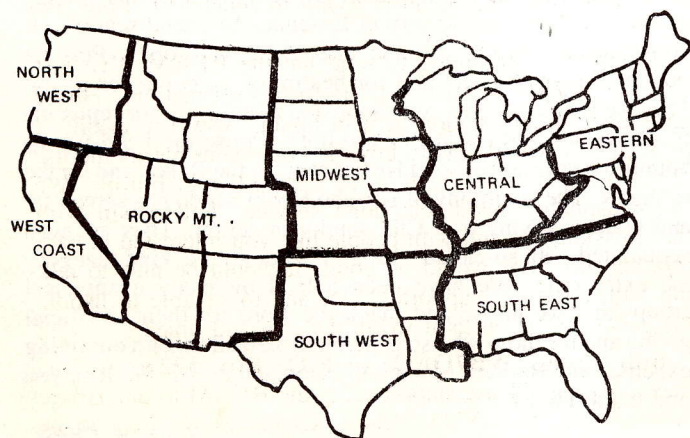 NORTH
WEST
MIDWEST
EASTERN
CENTRAL
ROCKY MT. .
WEST
COAST
SOUTH EAST
SOUTH WEST